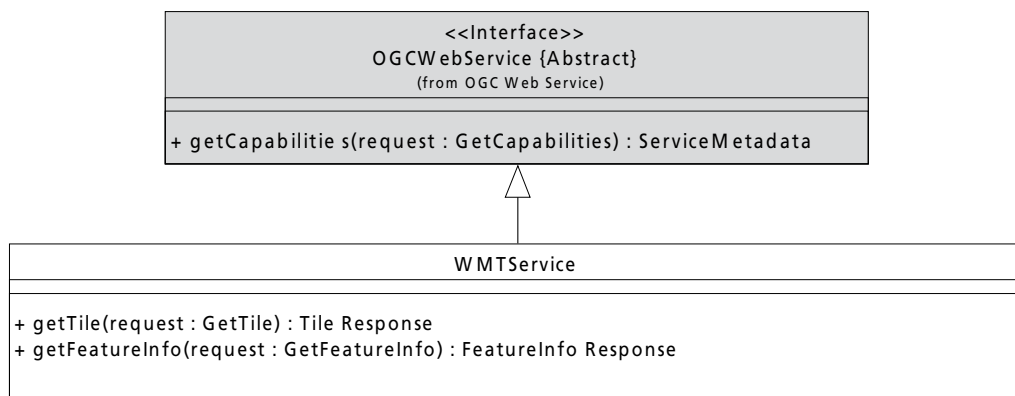 <<Interface>>
OGCWebService {Abstract}
(from OGC Web Service)
+ getCapabilities(request : GetCapabilities) : ServiceMetadata
WMTService
+ getTile(request : GetTile) : Tile Response
+ getFeatureInfo(request : GetFeatureInfo) : FeatureInfo Response